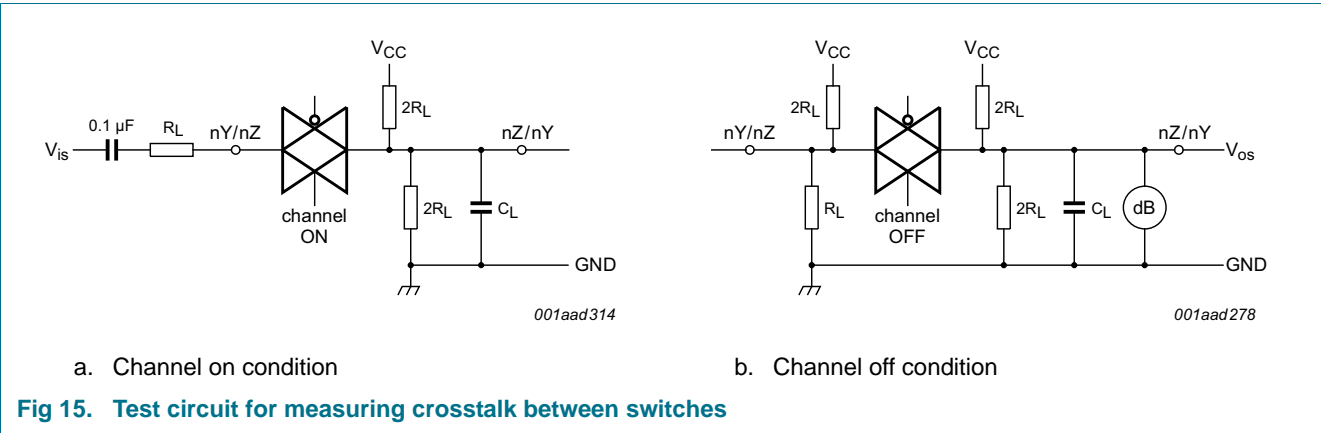 VCC
2RL
0.1 µF
RL
nY/nZ
nZ/nY
Vis
channel
ON
2RL
CL
GND
001aad314
a. Channel on condition
VCC
VCC
2RL
2RL
nY/nZ
nZ/nY
Vos
RL
channel
OFF
2RL
CL
dB
GND
001aad278
b. Channel off condition
Fig 15. Test circuit for measuring crosstalk between switches